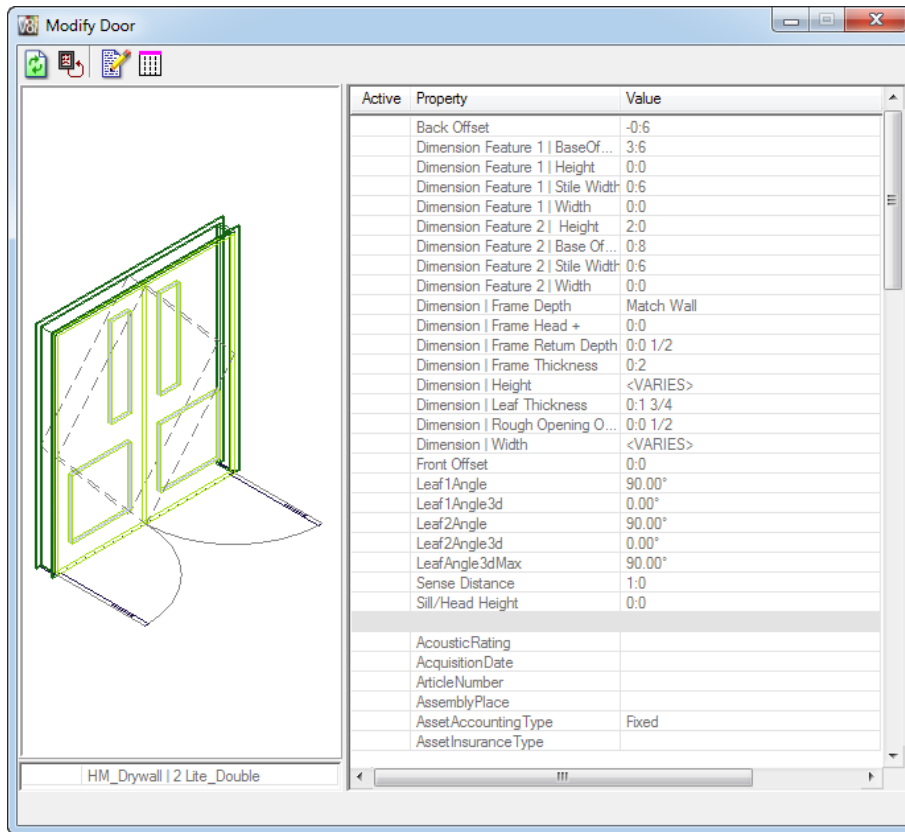 V8i Modify Door
Active Property Value
Back Offset -0:6
Dimension Feature 1 | BaseOf... 3:6
Dimension Feature 1 | Height 0:0
Dimension Feature 1 | Stile Width 0:6
Dimension Feature 1 | Width 0:0
Dimension Feature 2 |  Height 2:0
Dimension Feature 2 | Base Of... 0:8
Dimension Feature 2 | Stile Width 0:6
Dimension Feature 2 | Width 0:0
Dimension | Frame Depth Match Wall
Dimension | Frame Head + 0:0
Dimension | Frame Return Depth 0:0 1/2
Dimension | Frame Thickness 0:2
Dimension | Height <VARIES>
Dimension | Leaf Thickness 0:1 3/4
Dimension | Rough Opening O... 0:0 1/2
Dimension | Width <VARIES>
Front Offset 0:0
Leaf1Angle 90.00°
Leaf1Angle3d 0.00°
Leaf2Angle 90.00°
Leaf2Angle3d 0.00°
LeafAngle3dMax 90.00°
Sense Distance 1:0
Sill/Head Height 0:0
AcousticRating
AcquisitionDate
ArticleNumber
AssemblyPlace
AssetAccountingType Fixed
AssetInsuranceType
HM_Drywall | 2 Lite_Double